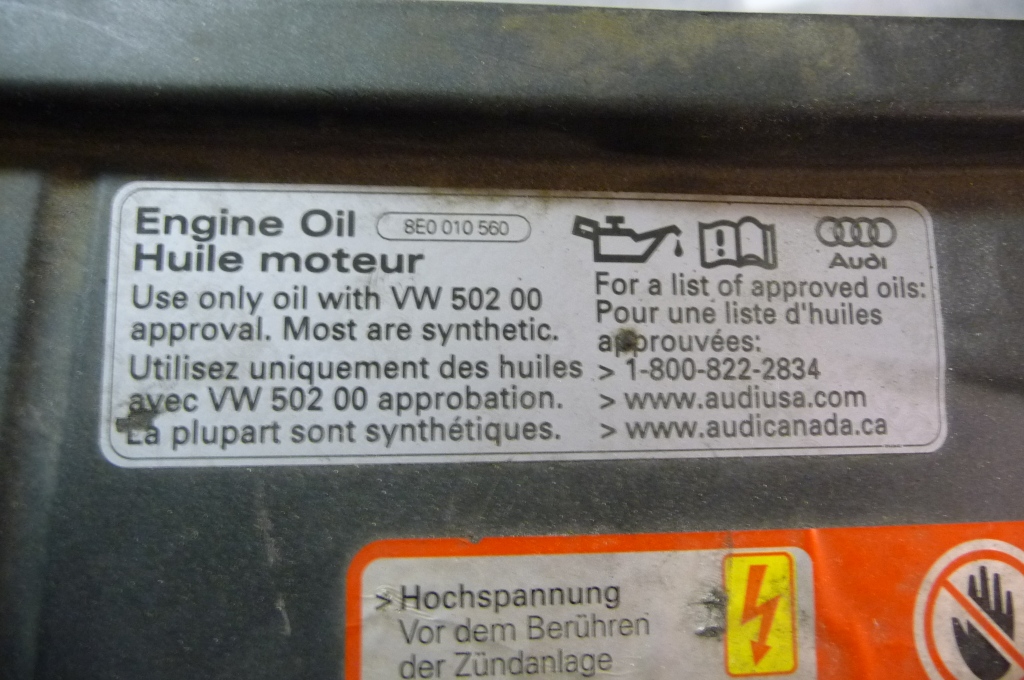 Engine Oil 8E0 010 560
Huile moteur
Use only oil with VW 502 00
approval. Most are synthetic.
Utilisez uniquement des huiles
avec VW 502 00 approbation.
La plupart sont synthétiques.
Audi
For a list of approved oils:
Pour une liste d'huiles
approuvées:
> 1-800-822-2834
> www.audiusa.com
> www.audicanada.ca
> Hochspannung
Vor dem Berühren
der Zündanlage